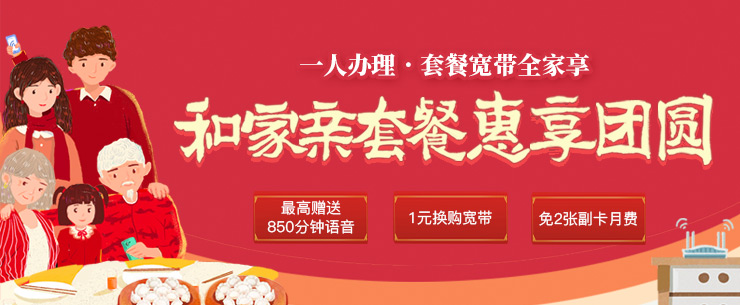 一人办理·套餐宽带全家享
和家亲套餐惠享团圆
最高赠送
850分钟语音
1元换购宽带
免2张副卡月费